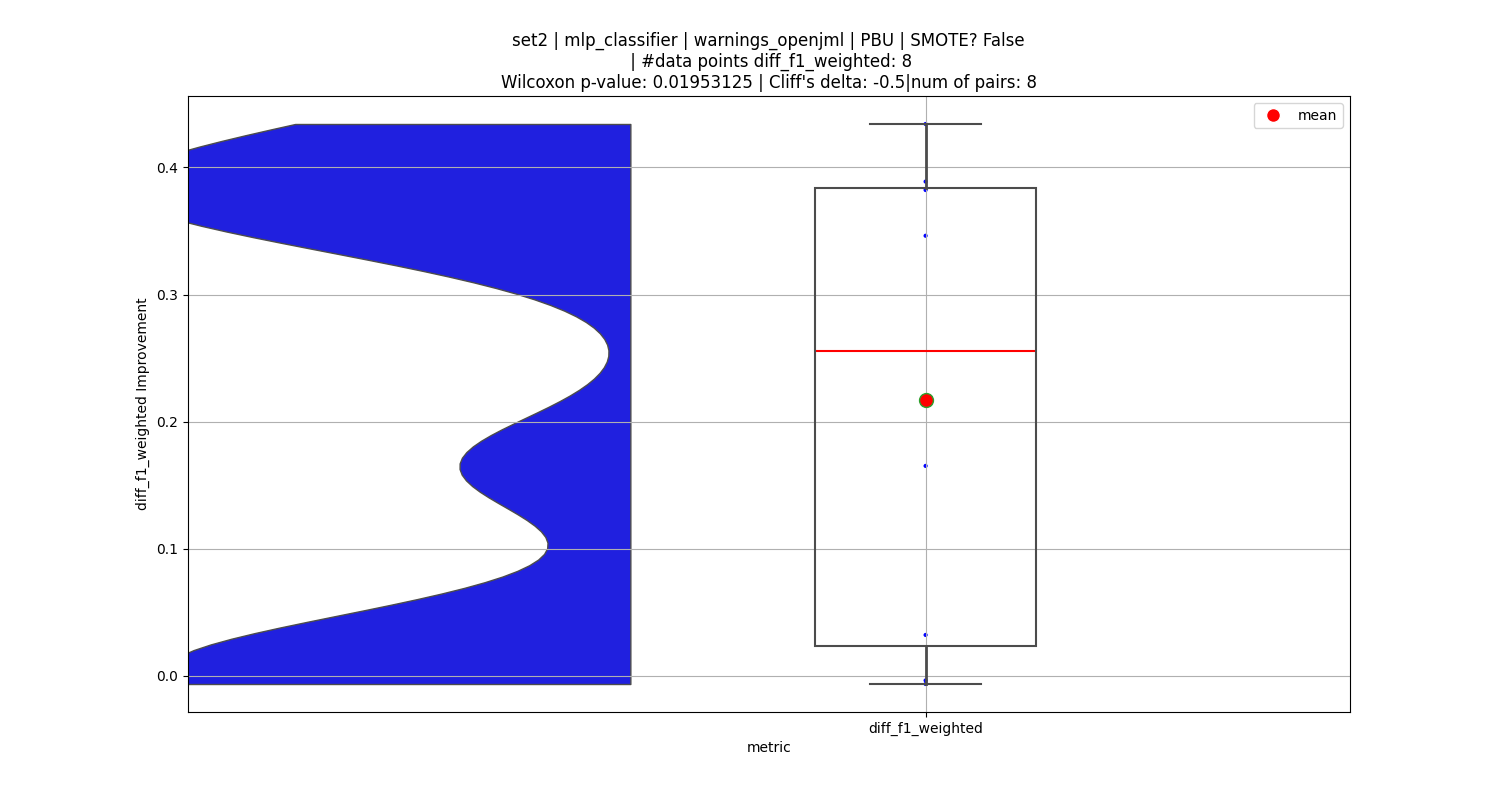 set2 | mlp_classifier | warnings_openjml | PBU | SMOTE? False
| #data points diff_f1_weighted: 8
Wilcoxon p-value: 0.01953125 | Cliff's delta: -0.5|num of pairs: 8
mean
0.4
0.3
0.2
0.1
0.0
diff_f1_weighted Improvement
diff_f1_weighted
metric